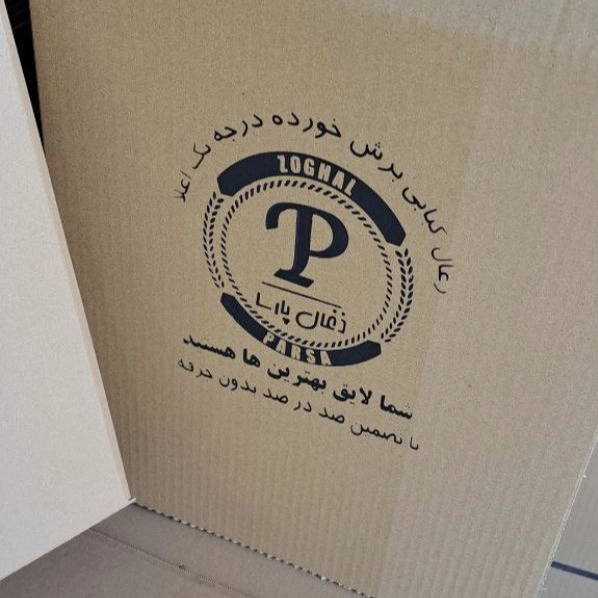 زغال کبابی برش خورده درجه یک اعلا
ZOGHAL
P
ذغال پارسا
PARSA
شما لایق بهترین ها هستید
با تضمین صد در صد بدون جرقه